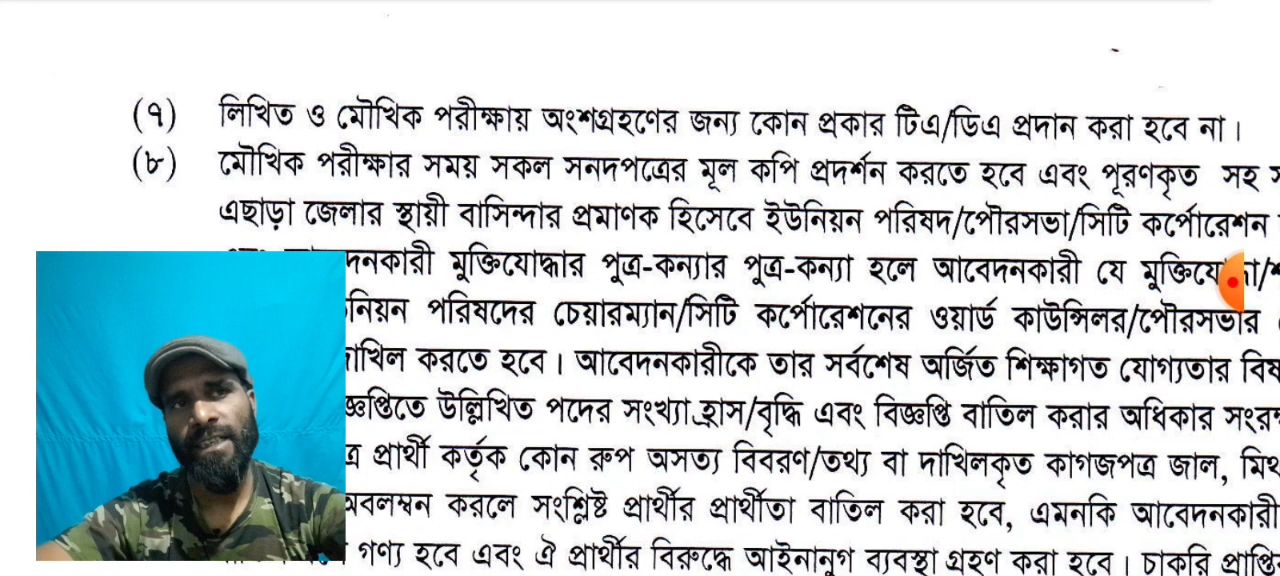 (৭) লিখিত ও মৌখিক পরীক্ষায় অংশগ্রহণের জন্য কোন প্রকার টিএ/ডিএ প্রদান করা হবে না।
(৮) মৌখিক পরীক্ষার সময় সকল সনদপত্রের মূল কপি প্রদর্শন করতে হবে এবং পূরণকৃত সহ
এছাড়া জেলার স্থায়ী বাসিন্দার প্রমাণক হিসেবে ইউনিয়ন পরিষদ/পৌরসভা/সিটি কর্পোরেশন
মুক্তিযোদ্ধার পুত্র-কন্যার পুত্র-কন্যা হলে আবেদনকারী যে
পরিষদের চেয়ারম্যান/সিটি কর্পোরেশনের ওয়ার্ড কাউন্সিলর/পৌরসভার
করতে হবে। আবেদনকারীকে তার সর্বশেষ অর্জিত শিক্ষাগত যোগ্যতার
উল্লিখিত পদের সংখ্যা হ্রাস/বৃদ্ধি এবং বিজ্ঞপ্তি বাতিল করার অধিকার
প্রার্থী কর্তৃক কোন রুপ অসত্য বিবরণ/তথ্য বা দাখিলকৃত কাগজপত্র জাল,
করলে সংশ্লিষ্ট প্রার্থীর প্রার্থীতা বাতিল করা হবে, এমনকি আবেদনকারী
গণ্য হবে এবং ঐ প্রার্থীর বিরুদ্ধে আইনানুগ ব্যবস্থা গ্রহণ করা হবে। চাকরি